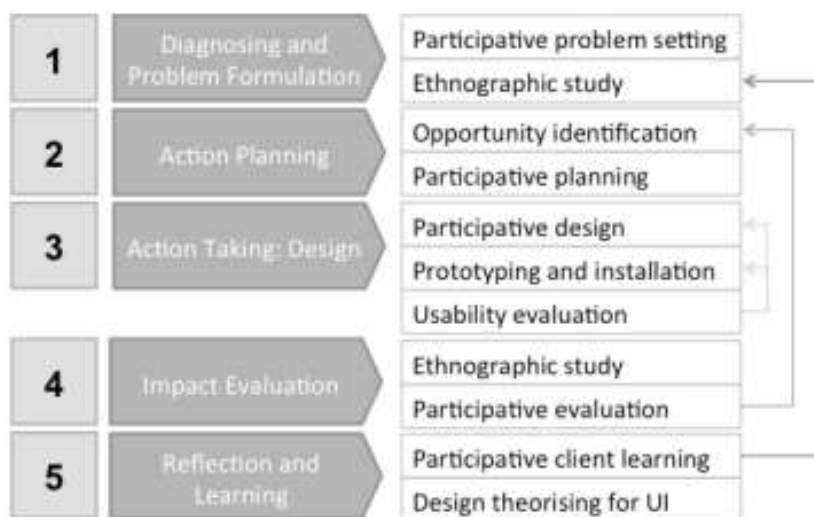 1
Diagnosing and
Problem Formulation
Participative problem setting
Ethnographic study
2
Action Planning
Opportunity identification
Participative planning
3
Action Taking: Design
Participative design
Prototyping and installation
Usability evaluation
4
Impact Evaluation
Ethnographic study
Participative evaluation
5
Reflection and
Learning
Participative client learning
Design theorising for UI